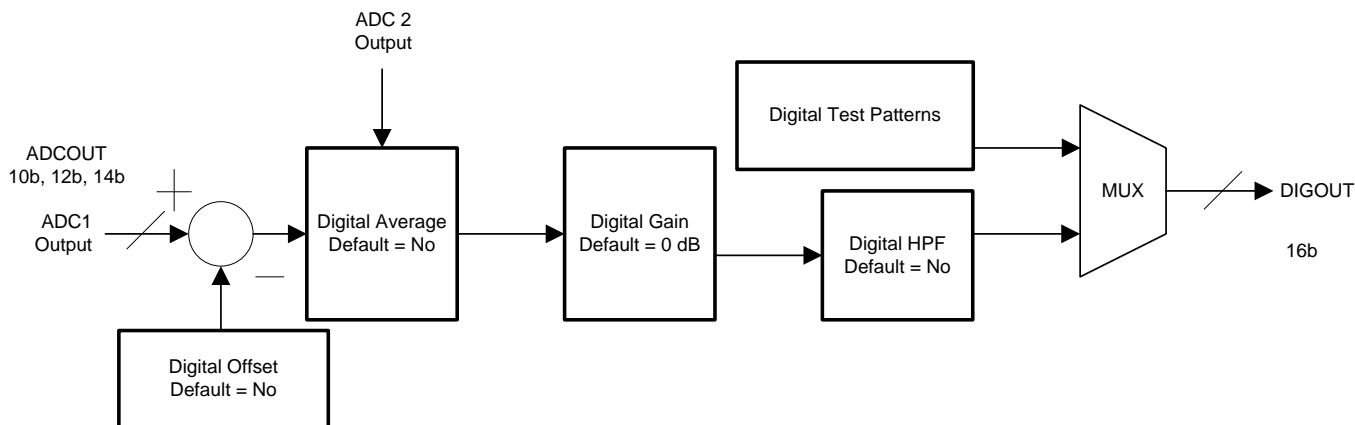 ADC 2
Output
Digital Test Patterns
ADCOUT
10b, 12b, 14b
ADC1
Output
+
−
Digital Average
Default = No
Digital Gain
Default = 0 dB
Digital HPF
Default = No
MUX
DIGOUT
16b
Digital Offset
Default = No